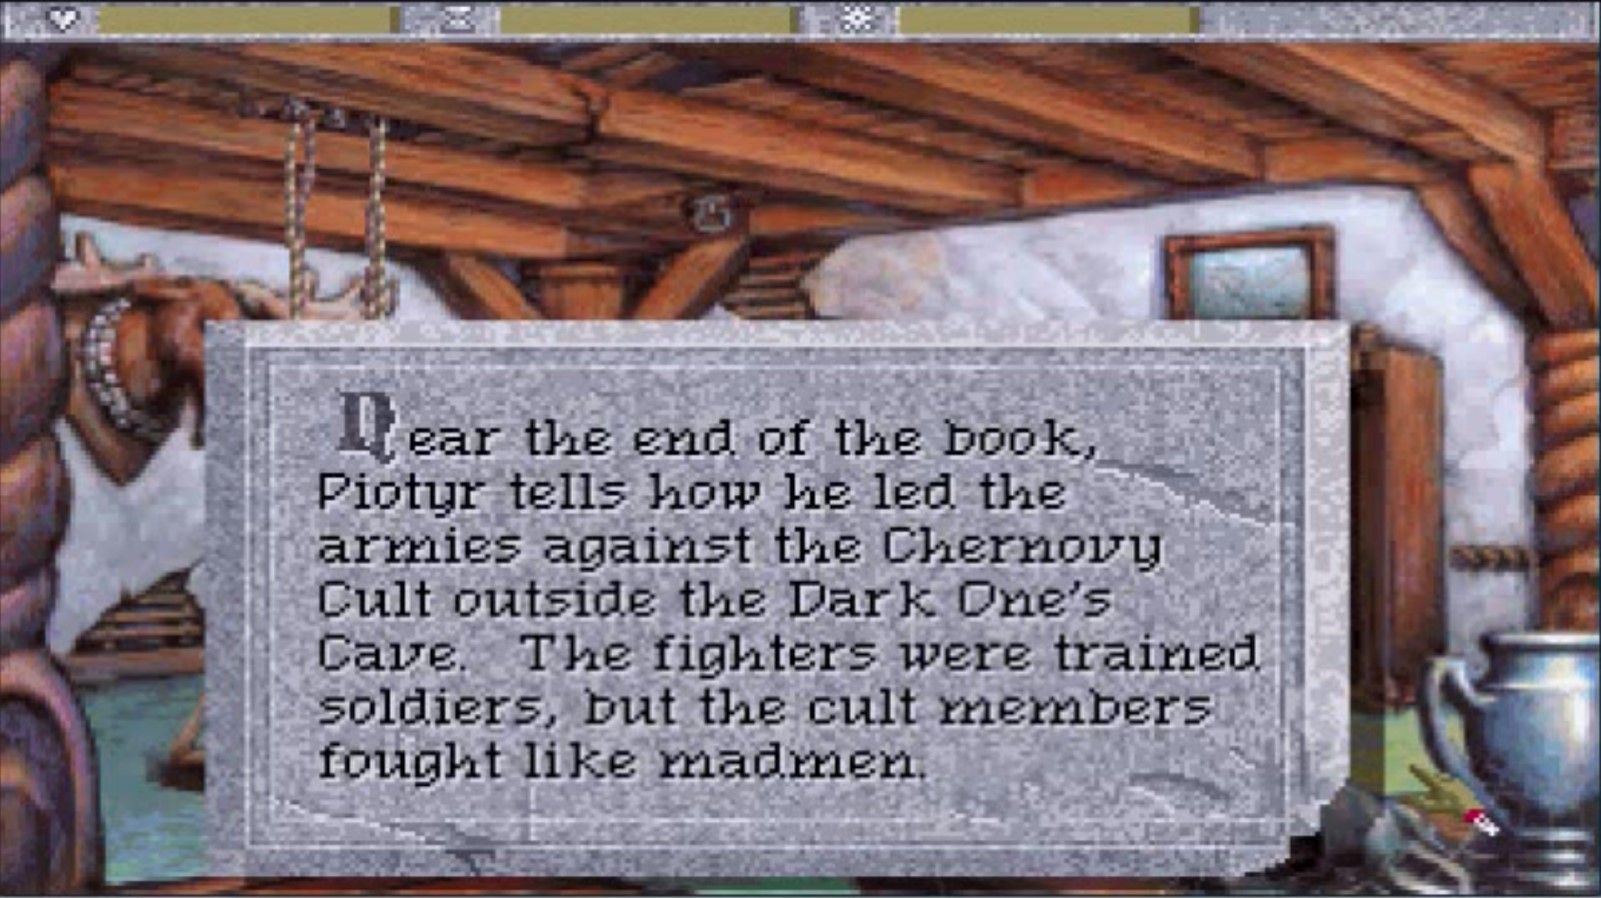 Near the end of the book,
Piotyr tells how he led the
armies against the Chernovy
Cult outside the Dark One's
Cave.  The fighters were trained
soldiers, but the cult members
fought like madmen.